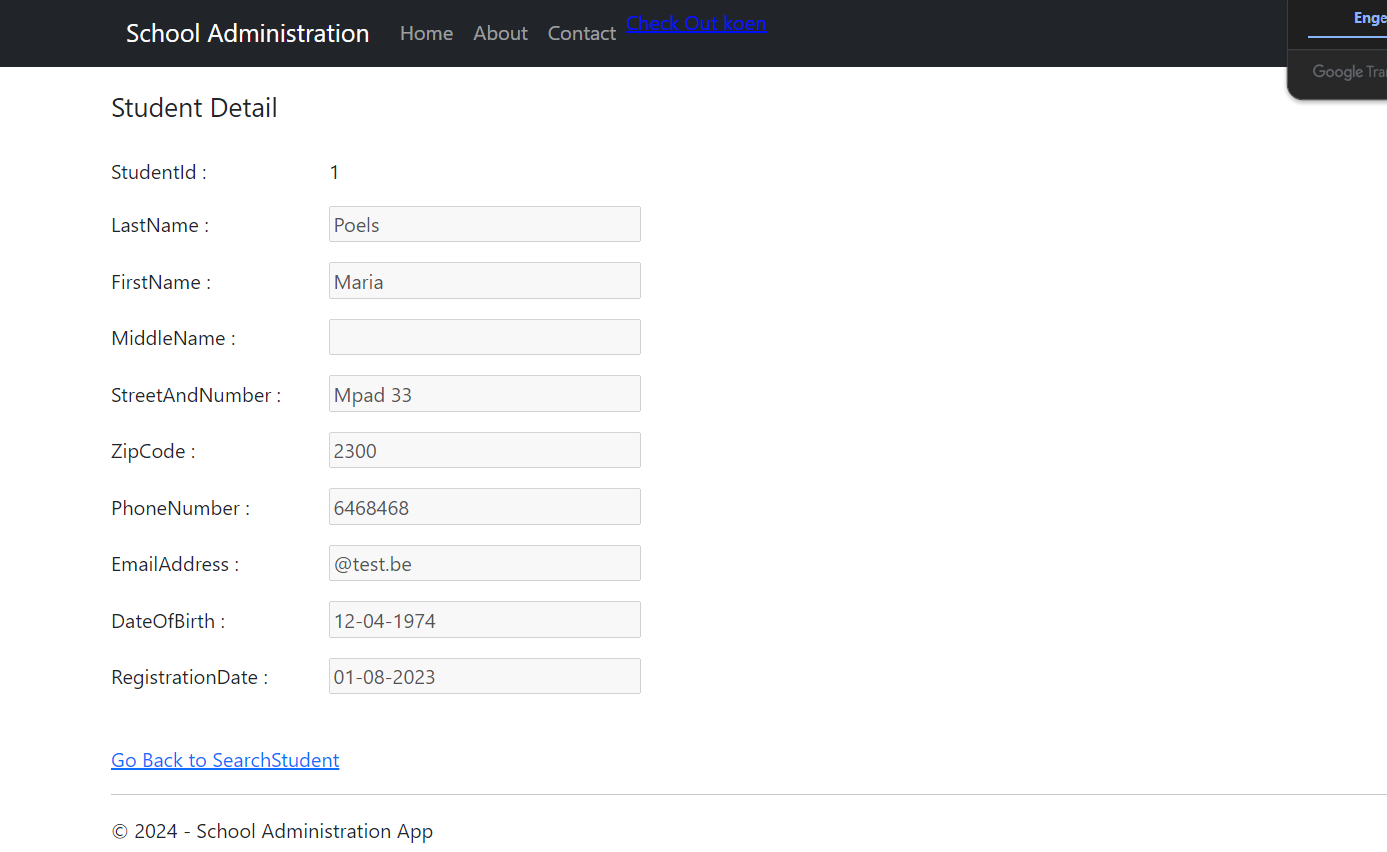 School Administration Home About Contact Check Out koen
Enge
Google Tra
Student Detail
StudentId : 1
LastName : Poels
FirstName : Maria
MiddleName :
StreetAndNumber : Mpad 33
ZipCode : 2300
PhoneNumber : 6468468
EmailAddress : @test.be
DateOfBirth : 12-04-1974
RegistrationDate : 01-08-2023
Go Back to SearchStudent
© 2024 - School Administration App